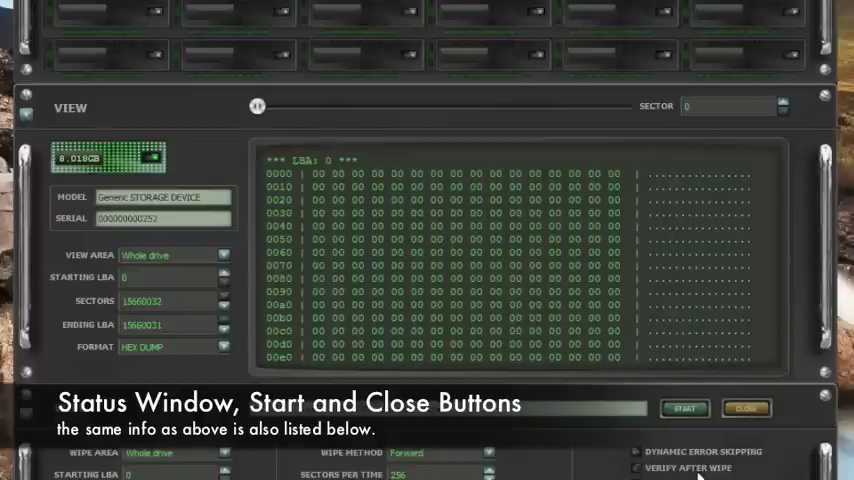 VIEW
SECTOR 0
8.018GB
MODEL Generic STORAGE DEVICE
SERIAL 000000000252
VIEW AREA Whole drive
STARTING LBA 0
SECTORS 15660032
ENDING LBA 15660031
FORMAT HEX DUMP
*** LBA: 0 ***
0000 | 00 00 00 00 00 00 00 00 00 00 00 00 00 00 00 00 | ................
0010 | 00 00 00 00 00 00 00 00 00 00 00 00 00 00 00 00 | ................
0020 | 00 00 00 00 00 00 00 00 00 00 00 00 00 00 00 00 | ................
0030 | 00 00 00 00 00 00 00 00 00 00 00 00 00 00 00 00 | ................
0040 | 00 00 00 00 00 00 00 00 00 00 00 00 00 00 00 00 | ................
0050 | 00 00 00 00 00 00 00 00 00 00 00 00 00 00 00 00 | ................
0060 | 00 00 00 00 00 00 00 00 00 00 00 00 00 00 00 00 | ................
0070 | 00 00 00 00 00 00 00 00 00 00 00 00 00 00 00 00 | ................
0080 | 00 00 00 00 00 00 00 00 00 00 00 00 00 00 00 00 | ................
0090 | 00 00 00 00 00 00 00 00 00 00 00 00 00 00 00 00 | ................
00a0 | 00 00 00 00 00 00 00 00 00 00 00 00 00 00 00 00 | ................
00b0 | 00 00 00 00 00 00 00 00 00 00 00 00 00 00 00 00 | ................
00c0 | 00 00 00 00 00 00 00 00 00 00 00 00 00 00 00 00 | ................
00d0 | 00 00 00 00 00 00 00 00 00 00 00 00 00 00 00 00 | ................
00e0 | 00 00 00 00 00 00 00 00 00 00 00 00 00 00 00 00 | ................
Status Window, Start and Close Buttons
the same info as above is also listed below.
START
CLOSE
WIPE AREA Whole drive
STARTING LBA 0
WIPE METHOD Forward
SECTORS PER TIME 256
DYNAMIC ERROR SKIPPING
VERIFY AFTER WIPE